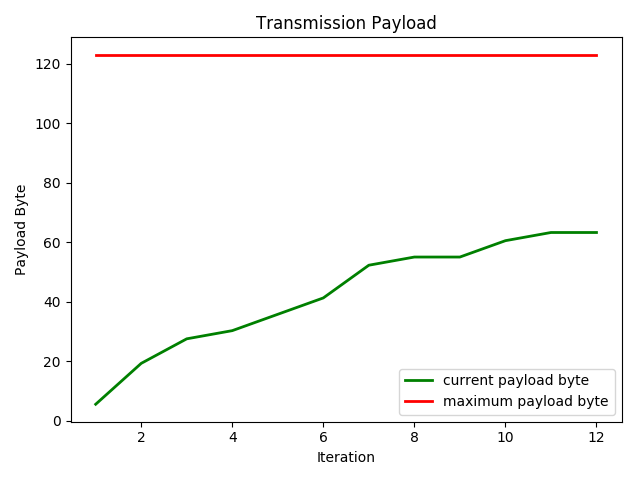 Transmission Payload
120
100
80
60
40
20
0
Payload Byte
2
4
6
8
10
12
Iteration
current payload byte
maximum payload byte